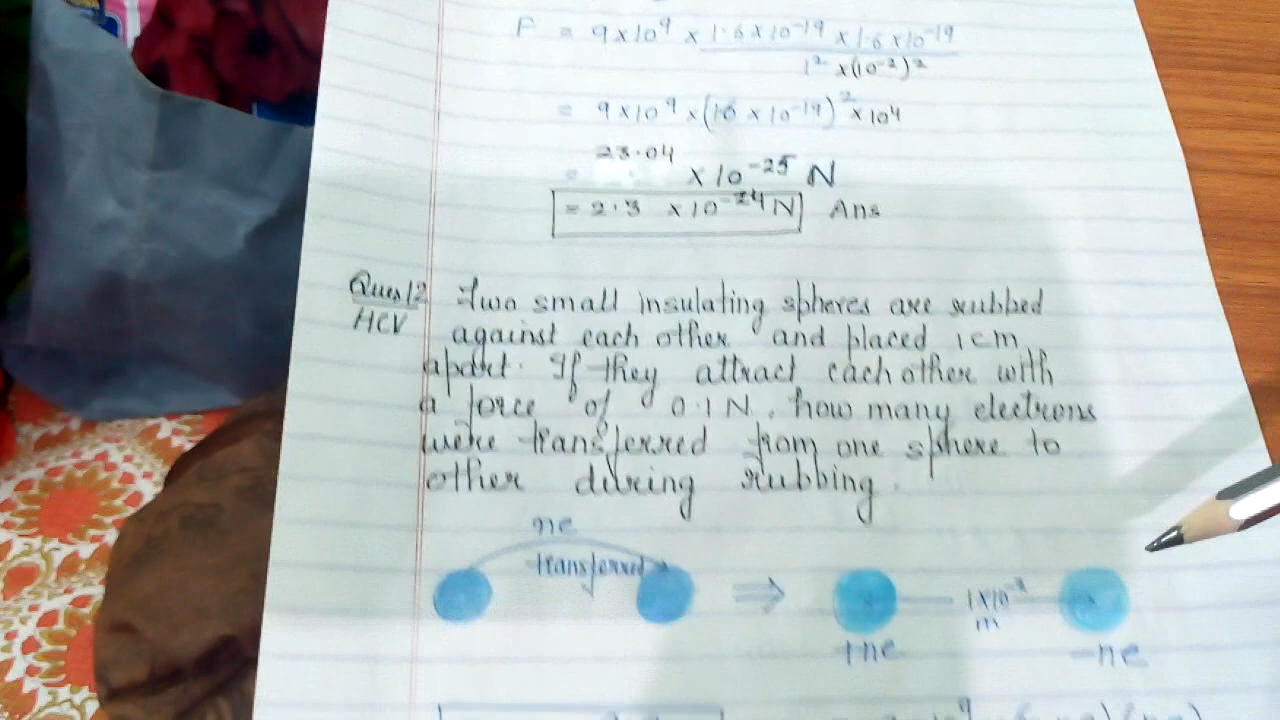 F = 9×10⁹ × 1.6×10⁻¹⁹ × 1.6×10⁻¹⁹
1² ×(10⁻²)²
= 9×10⁹ ×(16 × 10⁻¹⁹)² × 10⁴
= 23.04 × 10⁻²⁵ N
= 2.3 × 10⁻²⁴ N Ans
Ques 12 Two small insulating spheres are rubbed
HCV against each other and placed 1cm
apart. If they attract each other with
a force of 0.1 N, how many electrons
were transferred from one sphere to
other during rubbing.
ne
transferred
⇒
1×10⁻²
m
+ne
-ne